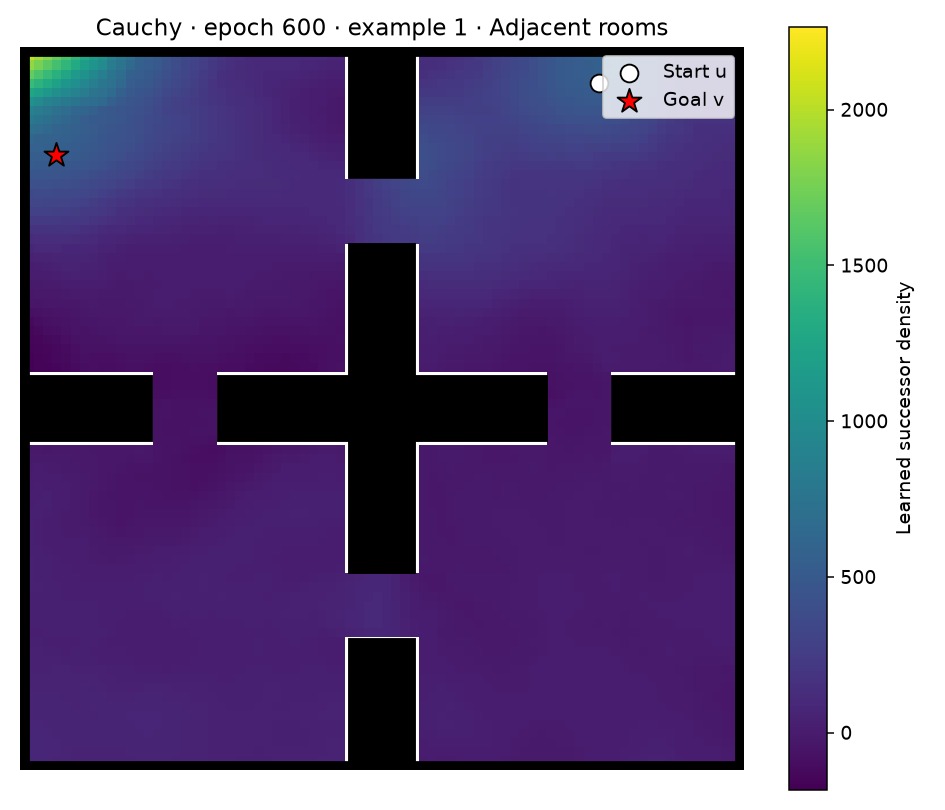 Cauchy · epoch 600 · example 1 · Adjacent rooms
Start u
Goal v
2000
1500
1000
500
0
Learned successor density